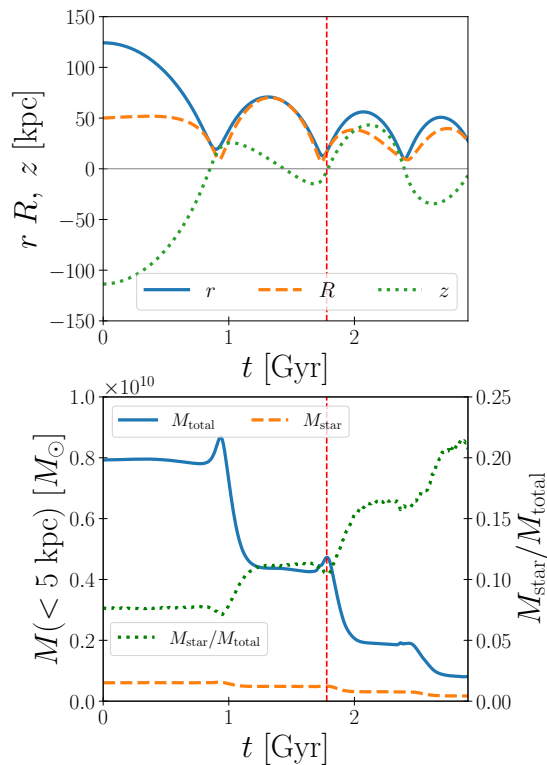 150
100
50
0
−50
−100
−150
r R, z [kpc]
r R z
0 1 2
t [Gyr]
×10¹⁰
1.0
0.8
0.6
0.4
0.2
0.0
M(< 5 kpc) [M⊙]
M_total M_star
M_star/M_total
0.25
0.20
0.15
0.10
0.05
0.00
M_star/M_total
0 1 2
t [Gyr]